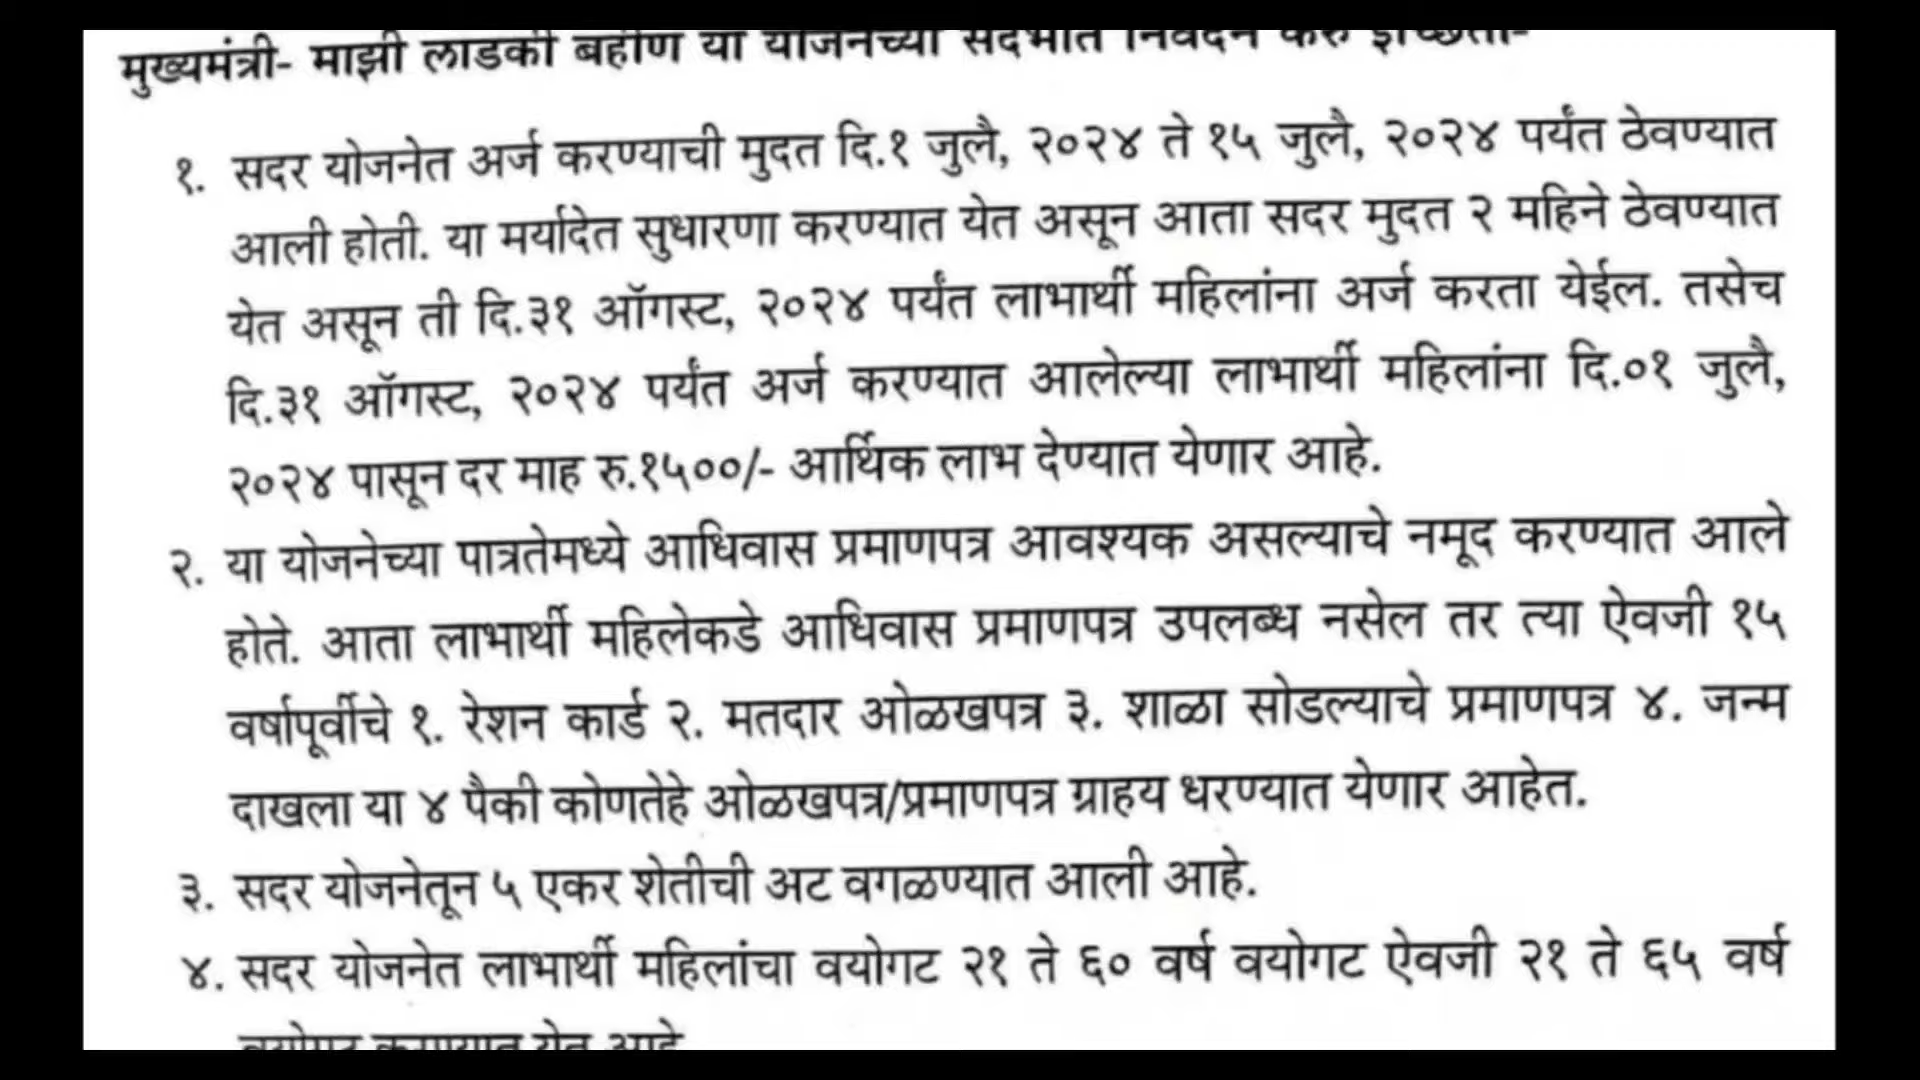 मुख्यमंत्री- माझी लाडकी बहीण या योजनेच्या संदर्भात निवेदन करु इच्छिता-
१. सदर योजनेत अर्ज करण्याची मुदत दि.१ जुलै, २०२४ ते १५ जुलै, २०२४ पर्यंत ठेवण्यात
आली होती. या मर्यादेत सुधारणा करण्यात येत असून आता सदर मुदत २ महिने ठेवण्यात
येत असून ती दि.३१ ऑगस्ट, २०२४ पर्यंत लाभार्थी महिलांना अर्ज करता येईल. तसेच
दि.३१ ऑगस्ट, २०२४ पर्यंत अर्ज करण्यात आलेल्या लाभार्थी महिलांना दि.०१ जुलै,
२०२४ पासून दर माह रु.१५००/- आर्थिक लाभ देण्यात येणार आहे.
२. या योजनेच्या पात्रतेमध्ये आधिवास प्रमाणपत्र आवश्यक असल्याचे नमूद करण्यात आले
होते. आता लाभार्थी महिलेकडे आधिवास प्रमाणपत्र उपलब्ध नसेल तर त्या ऐवजी १५
वर्षापूर्वीचे १. रेशन कार्ड २. मतदार ओळखपत्र ३. शाळा सोडल्याचे प्रमाणपत्र ४. जन्म
दाखला या ४ पैकी कोणतेहे ओळखपत्र/प्रमाणपत्र ग्राहय धरण्यात येणार आहेत.
३. सदर योजनेतून ५ एकर शेतीची अट वगळण्यात आली आहे.
४. सदर योजनेत लाभार्थी महिलांचा वयोगट २१ ते ६० वर्ष वयोगट ऐवजी २१ ते ६५ वर्ष
वयोगट करण्यात येत आहे